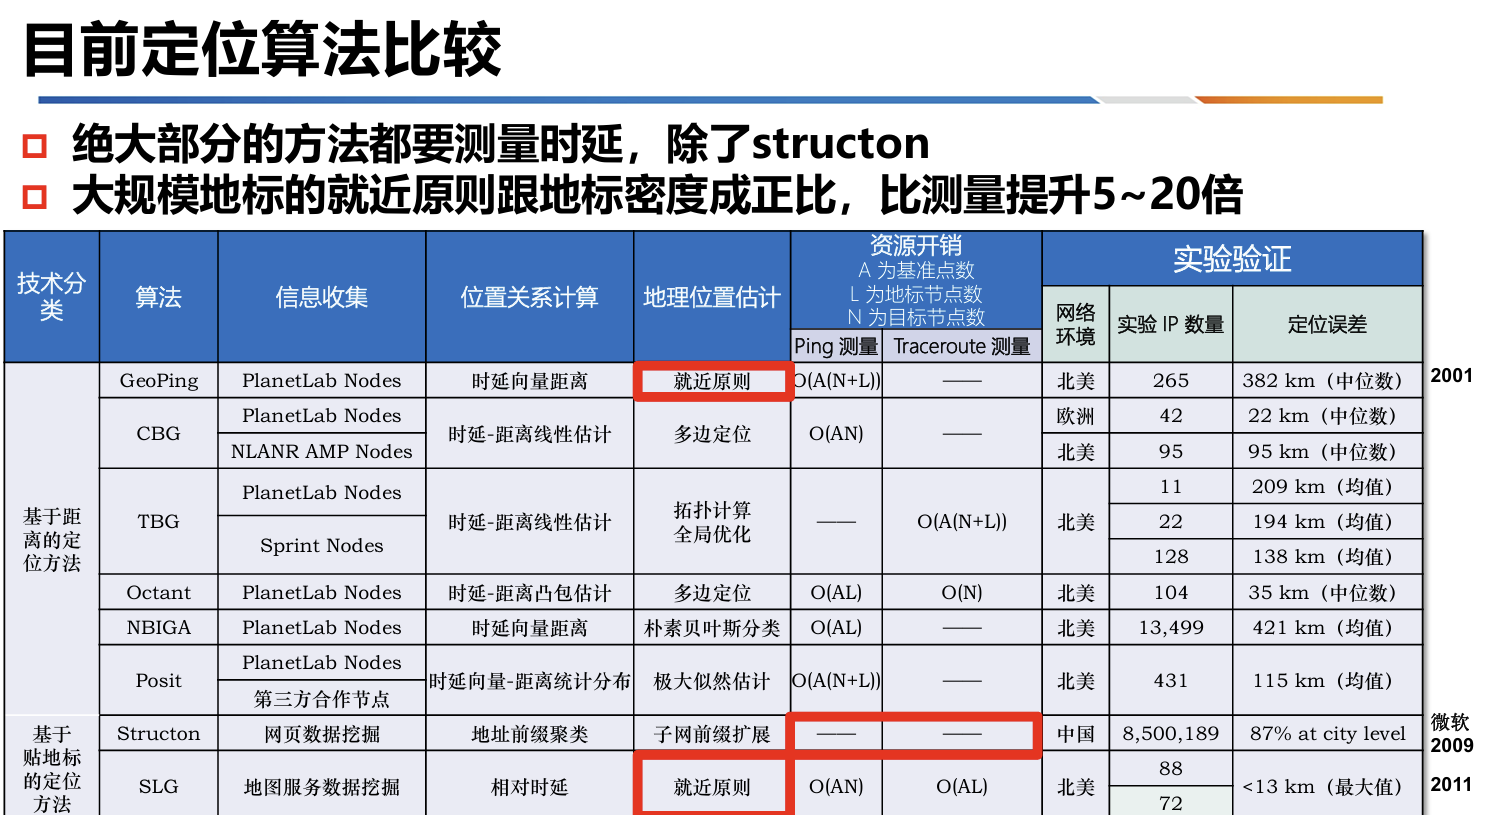 目前定位算法比较
绝大部分的方法都要测量时延，除了structon
大规模地标的就近原则跟地标密度成正比，比测量提升5~20倍
技术分类 算法 信息收集 位置关系计算 地理位置估计 资源开销 实验验证
A 为基准点数
L 为地标节点数
N 为目标节点数
Ping 测量 Traceroute 测量 网络环境 实验 IP 数量 定位误差
基于距离的定位方法
GeoPing PlanetLab Nodes 时延向量距离 就近原则 O(A(N+L)) —— 北美 265 382 km（中位数） 2001
CBG PlanetLab Nodes 时延-距离线性估计 多边定位 O(AN) —— 欧洲 42 22 km（中位数）
NLANR AMP Nodes 北美 95 95 km（中位数）
TBG PlanetLab Nodes 时延-距离线性估计 拓扑计算 全局优化 —— O(A(N+L)) 北美 11 209 km（均值）
22 194 km（均值）
Sprint Nodes 128 138 km（均值）
Octant PlanetLab Nodes 时延-距离凸包估计 多边定位 O(AL) O(N) 北美 104 35 km（中位数）
NBIGA PlanetLab Nodes 时延向量距离 朴素贝叶斯分类 O(AL) —— 北美 13,499 421 km（均值）
Posit PlanetLab Nodes 时延向量-距离统计分布 极大似然估计 O(A(N+L)) —— 北美 431 115 km（均值）
第三方合作节点
基于贴地标的定位方法
Structon 网页数据挖掘 地址前缀聚类 子网前缀扩展 —— —— 中国 8,500,189 87% at city level 微软 2009
SLG 地图服务数据挖掘 相对时延 就近原则 O(AN) O(AL) 北美 88 <13 km（最大值） 2011
72